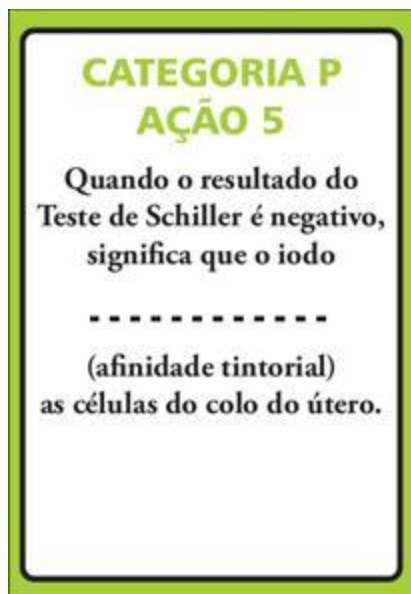 CATEGORIA P
AÇÃO 5
Quando o resultado do
Teste de Schiller é negativo,
significa que o iodo
------------
(afinidade tintorial)
as células do colo do útero.